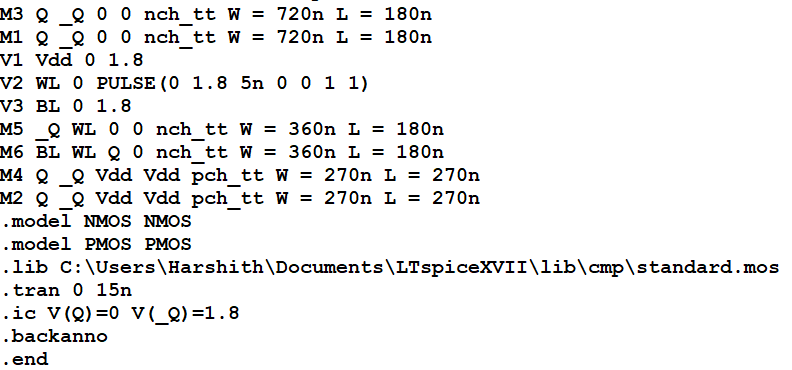 M3 Q _Q 0 0 nch_tt W = 720n L = 180n
M1 Q _Q 0 0 nch_tt W = 720n L = 180n
V1 Vdd 0 1.8
V2 WL 0 PULSE(0 1.8 5n 0 0 1 1)
V3 BL 0 1.8
M5 _Q WL 0 0 nch_tt W = 360n L = 180n
M6 BL WL Q 0 nch_tt W = 360n L = 180n
M4 Q _Q Vdd Vdd pch_tt W = 270n L = 270n
M2 Q _Q Vdd Vdd pch_tt W = 270n L = 270n
.model NMOS NMOS
.model PMOS PMOS
.lib C:\Users\Harshith\Documents\LTspiceXVII\lib\cmp\standard.mos
.tran 0 15n
.ic V(Q)=0 V(_Q)=1.8
.backanno
.end